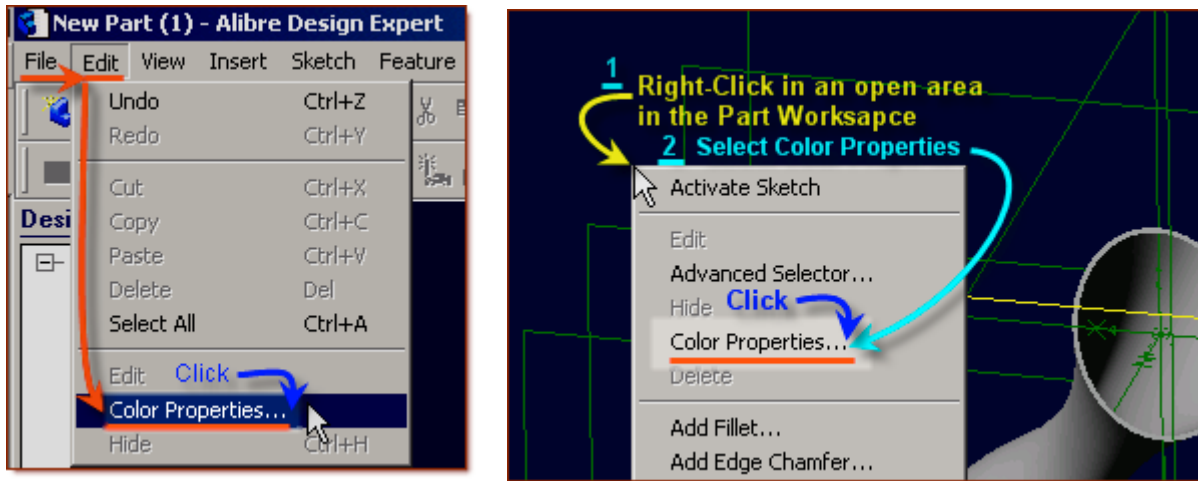 New Part (1) - Alibre Design Expert
File Edit View Insert Sketch Feature
Undo Ctrl+Z
Redo Ctrl+Y
Cut Ctrl+X
Copy Ctrl+C
Paste Ctrl+V
Delete Del
Select All Ctrl+A
Edit Click
Color Properties...
Hide Ctrl+H
Desi
1
Right-Click in an open area
in the Part Worksapce
2 Select Color Properties
Activate Sketch
Edit
Advanced Selector...
Hide Click
Color Properties...
Delete
Add Fillet...
Add Edge Chamfer...